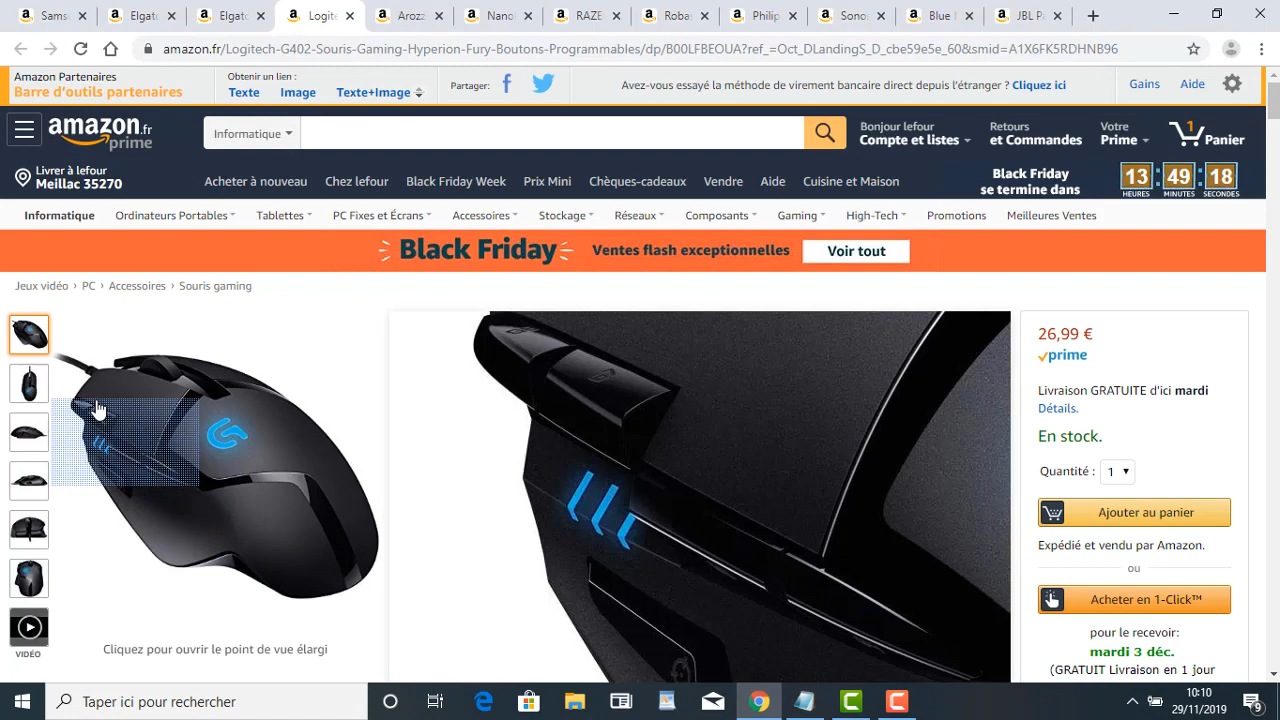 Sams
Elgat
Elgat
Logite
Arozz
Nanol
RAZE
Robas
Philip
Sono
Blue M
JBL Pa
amazon.fr/Logitech-G402-Souris-Gaming-Hyperion-Fury-Boutons-Programmables/dp/B00LFBEOUA?ref_=Oct_DLandingS_D_cbe59e5e_60&smid=A1X6FK5RDHNB96
Amazon Partenaires
Barre d'outils partenaires
Obtenir un lien :
Texte Image Texte+Image
Partager:
Avez-vous essayé la méthode de virement bancaire direct depuis l'étranger ? Cliquez ici
Gains Aide
amazon.fr
prime
Informatique
Bonjour lefour
Compte et listes
Retours
et Commandes
Votre
Prime
1
Panier
Livrer à lefour
Meillac 35270
Acheter à nouveau Chez lefour Black Friday Week Prix Mini Chèques-cadeaux Vendre Aide Cuisine et Maison
Black Friday
se termine dans
13 : 49 : 18
HEURES MINUTES SECONDES
Informatique Ordinateurs Portables Tablettes PC Fixes et Écrans Accessoires Stockage Réseaux Composants Gaming High-Tech Promotions Meilleures Ventes
Black Friday Ventes flash exceptionnelles Voir tout
Jeux vidéo › PC › Accessoires › Souris gaming
VIDÉO
Cliquez pour ouvrir le point de vue élargi
26,99 €
prime
Livraison GRATUITE d'ici mardi
Détails.
En stock.
Quantité : 1
Ajouter au panier
Expédié et vendu par Amazon.
ou
Acheter en 1-Click™
pour le recevoir:
mardi 3 déc.
(GRATUIT Livraison en 1 jour
Taper ici pour rechercher
10:10
29/11/2019
9